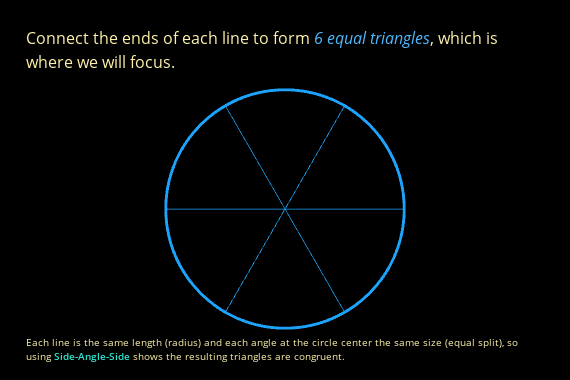 Connect the ends of each line to form 6 equal triangles, which is
where we will focus.
Each line is the same length (radius) and each angle at the circle center the same size (equal split), so
using Side-Angle-Side shows the resulting triangles are congruent.